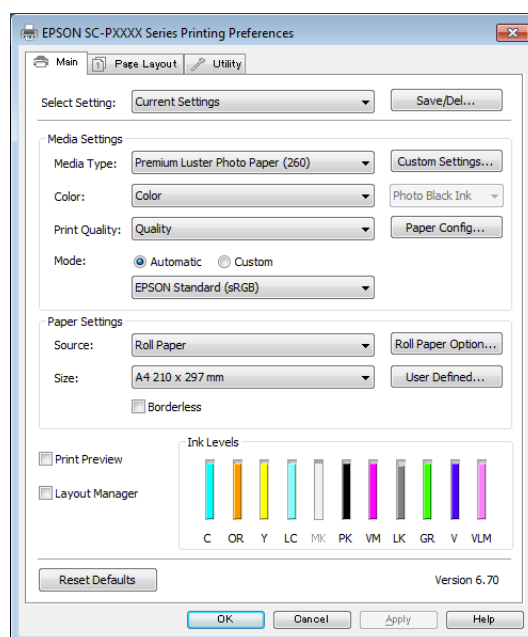 EPSON SC-PXXXX Series Printing Preferences
Main Page Layout Utility
Select Setting: Current Settings Save/Del...
Media Settings
Media Type: Premium Luster Photo Paper (260) Custom Settings...
Color: Color Photo Black Ink
Print Quality: Quality Paper Config...
Mode: Automatic Custom
EPSON Standard (sRGB)
Paper Settings
Source: Roll Paper Roll Paper Option...
Size: A4 210 x 297 mm User Defined...
Borderless
Ink Levels
Print Preview
Layout Manager
C OR Y LC MK PK VM LK GR V VLM
Reset Defaults Version 6.70
OK Cancel Apply Help